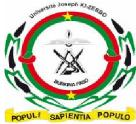 Université Joseph KI-ZERBO
BURKINA FASO
POPULI SAPIENTIA POPULO